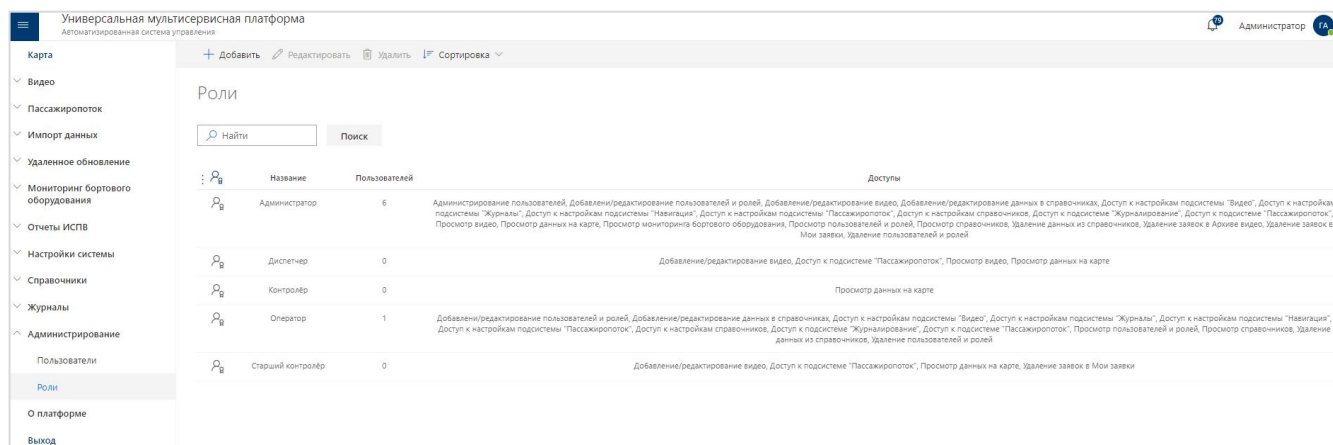 Универсальная мультисервисная платформа
Автоматизированная система управления
79
Администратор
ГА
Карта
Видео
Пассажиропоток
Импорт данных
Удаленное обновление
Мониторинг бортового
оборудования
Отчеты ИСПВ
Настройки системы
Справочники
Журналы
Администрирование
Пользователи
Роли
О платформе
Выход
Добавить Редактировать Удалить Сортировка
Роли
Найти Поиск
Название Пользователей Доступы
Администратор 6
Администрирование пользователей, Добавлени/редактирование пользователей и ролей, Добавление/редактирование видео, Добавление/редактирование данных в справочниках, Доступ к настройкам подсистемы "Видео", Доступ к настройкам
подсистемы "Журналы", Доступ к настройкам подсистемы "Навигация", Доступ к настройкам подсистемы "Пассажиропоток", Доступ к настройкам справочников, Доступ к подсистеме "Журналирование", Доступ к подсистеме "Пассажиропоток",
Просмотр видео, Просмотр данных на карте, Просмотр мониторинга бортового оборудования, Просмотр пользователей и ролей, Просмотр справочников, Удаление данных из справочников, Удаление заявок в Архиве видео, Удаление заявок в
Мои заявки, Удаление пользователей и ролей
Диспетчер 0 Добавление/редактирование видео, Доступ к подсистеме "Пассажиропоток", Просмотр видео, Просмотр данных на карте
Контролёр 0 Просмотр данных на карте
Оператор 1
Добавлени/редактирование пользователей и ролей, Добавление/редактирование данных в справочниках, Доступ к настройкам подсистемы "Видео", Доступ к настройкам подсистемы "Журналы", Доступ к настройкам подсистемы "Навигация",
Доступ к настройкам подсистемы "Пассажиропоток", Доступ к настройкам справочников, Доступ к подсистеме "Журналирование", Доступ к подсистеме "Пассажиропоток", Просмотр пользователей и ролей, Просмотр справочников, Удаление
данных из справочников, Удаление пользователей и ролей
Старший контролёр 0 Добавление/редактирование видео, Доступ к подсистеме "Пассажиропоток", Просмотр данных на карте, Удаление заявок в Мои заявки